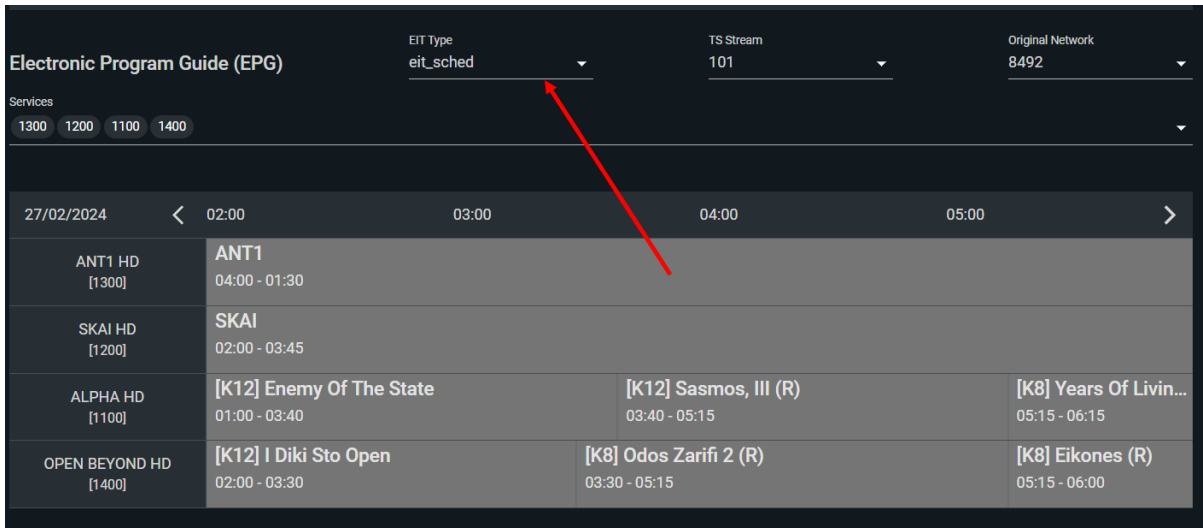 Electronic Program Guide (EPG)
EIT Type
eit_sched
TS Stream
101
Original Network
8492
Services
1300 1200 1100 1400
27/02/2024 02:00 03:00 04:00 05:00
ANT1 HD
[1300]
ANT1
04:00 - 01:30
SKAI HD
[1200]
SKAI
02:00 - 03:45
ALPHA HD
[1100]
[K12] Enemy Of The State
01:00 - 03:40
[K12] Sasmos, III (R)
03:40 - 05:15
[K8] Years Of Livin...
05:15 - 06:15
OPEN BEYOND HD
[1400]
[K12] I Diki Sto Open
02:00 - 03:30
[K8] Odos Zarifi 2 (R)
03:30 - 05:15
[K8] Eikones (R)
05:15 - 06:00